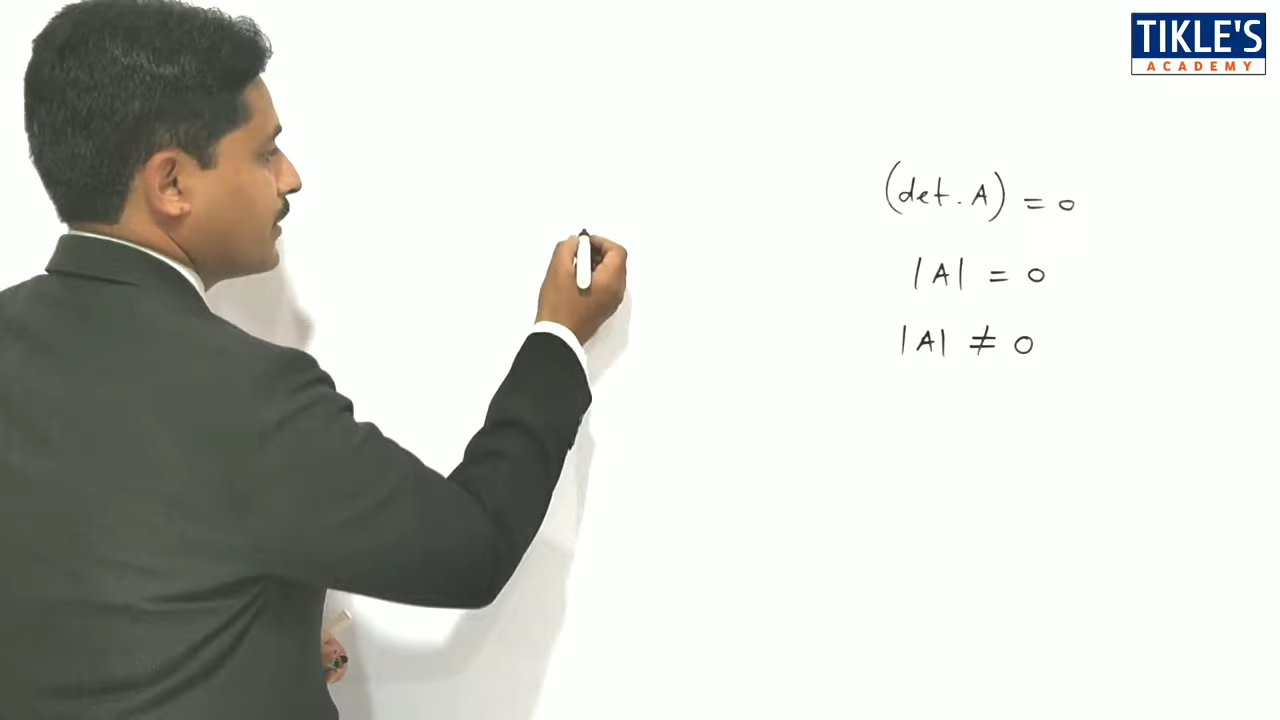 TIKLE'S
ACADEMY
(det. A) = 0
|A| = 0
|A| ≠ 0